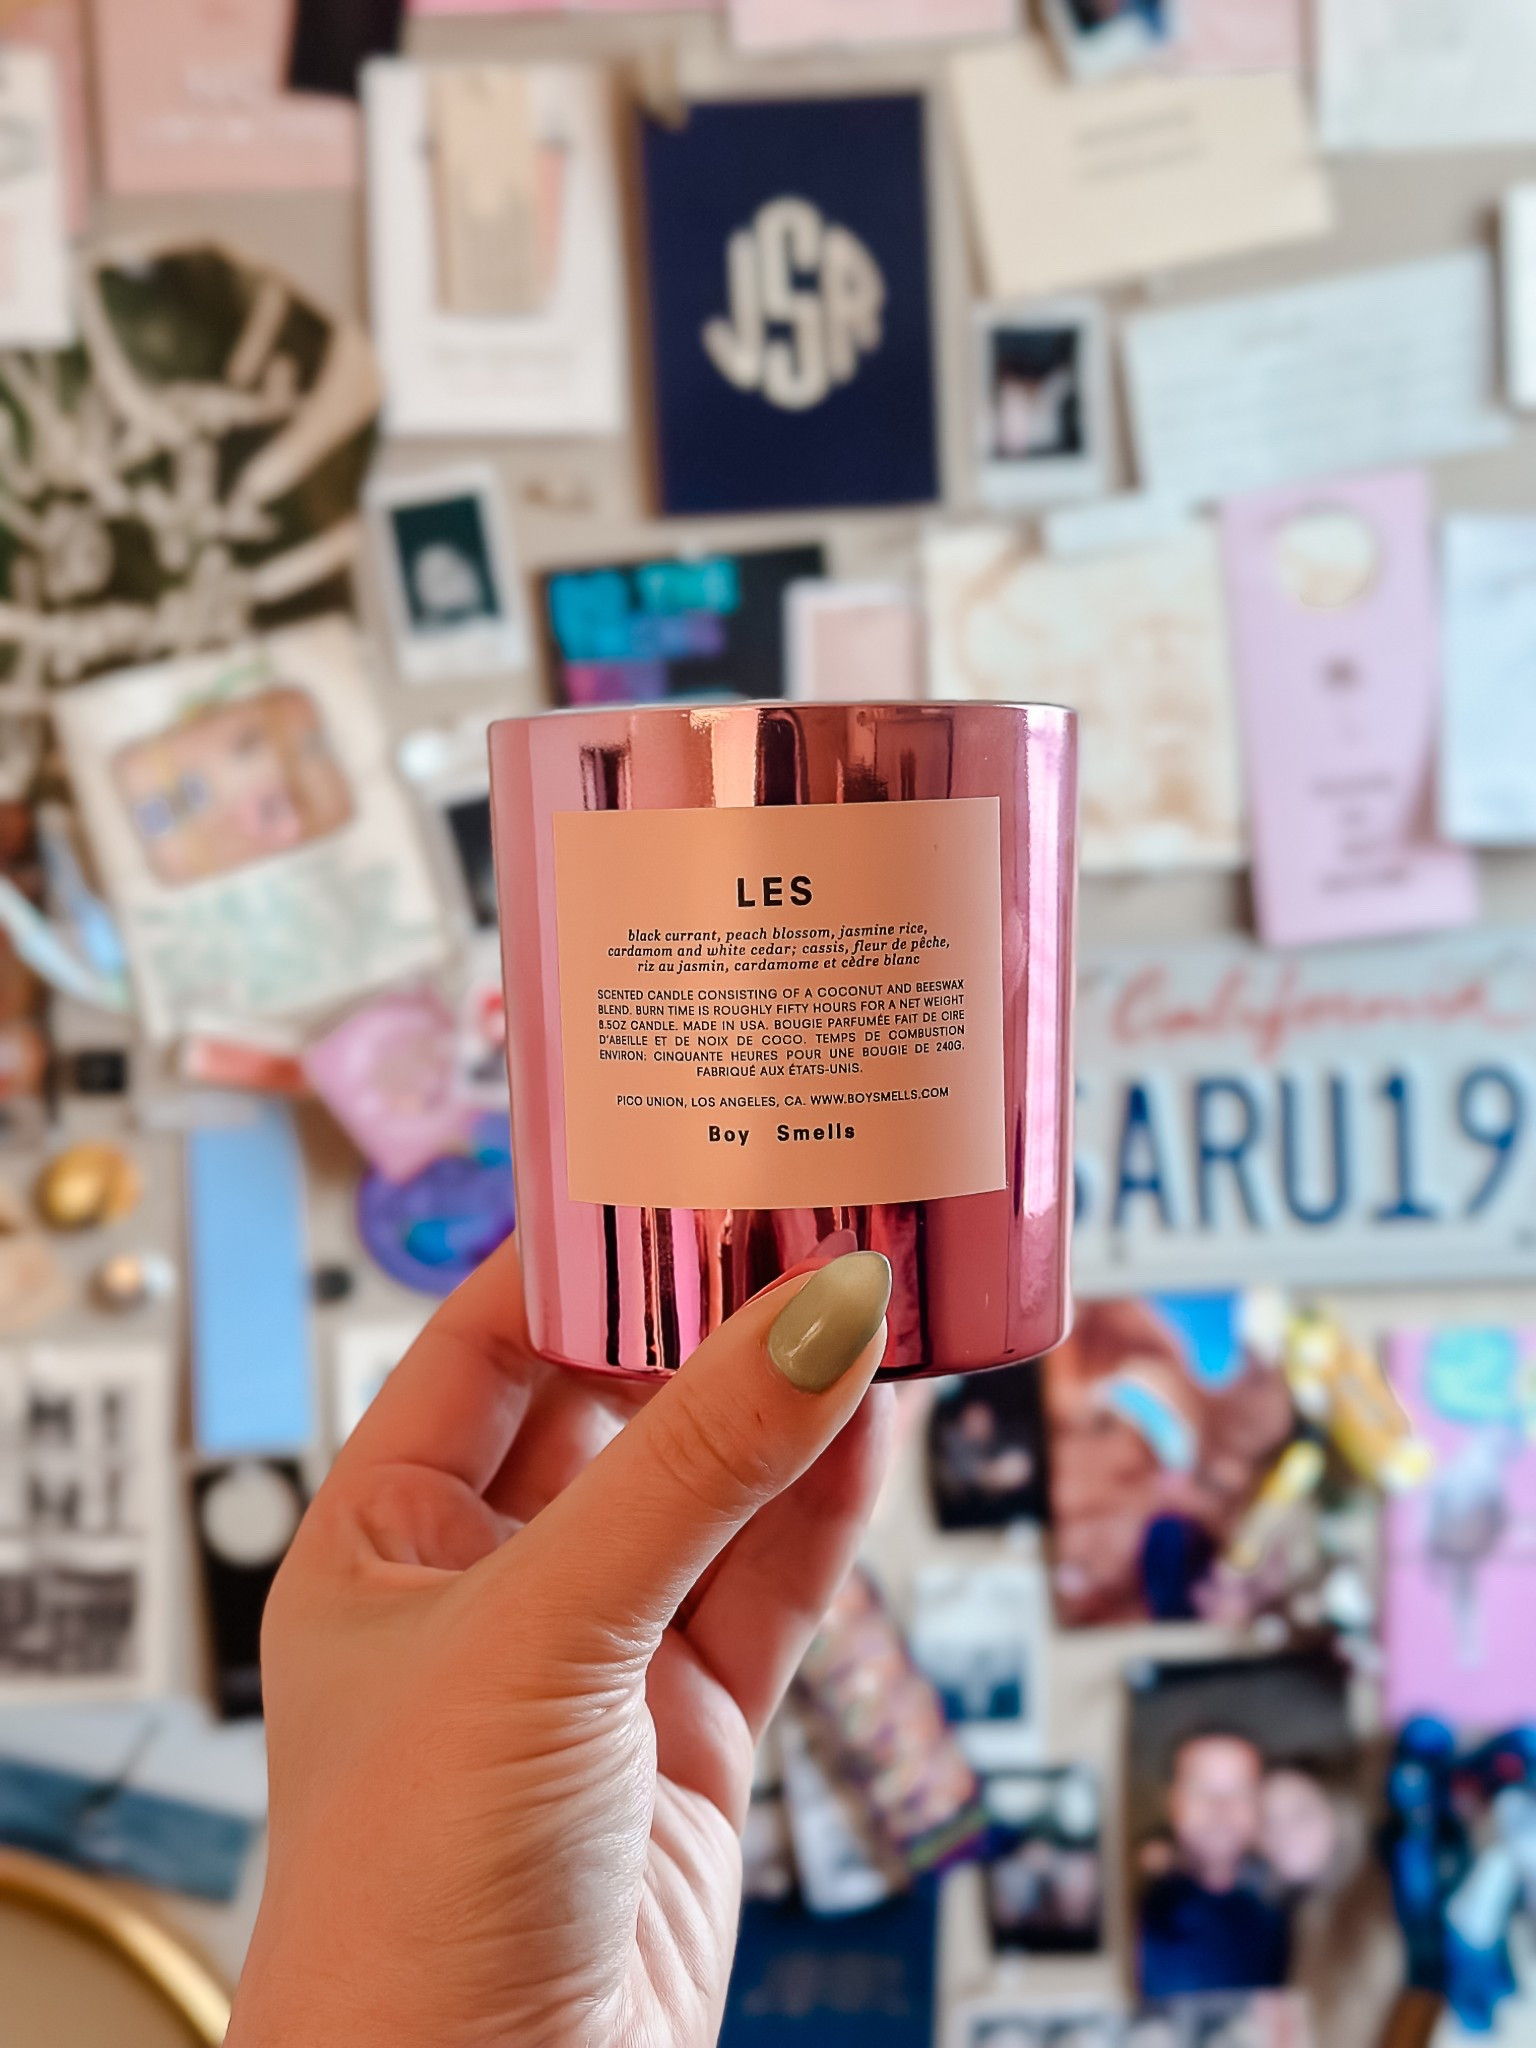 JSR
LES
black currant, peach blossom, jasmine rice,
cardamom and white cedar; cassis, fleur de pêche,
riz au jasmin, cardamome et cèdre blanc
SCENTED CANDLE CONSISTING OF A COCONUT AND BEESWAX
BLEND. BURN TIME IS ROUGHLY FIFTY HOURS FOR A NET WEIGHT
8.5OZ CANDLE. MADE IN USA. BOUGIE PARFUMÉE FAIT DE CIRE
D'ABEILLE ET DE NOIX DE COCO. TEMPS DE COMBUSTION
ENVIRON: CINQUANTE HEURES POUR UNE BOUGIE DE 240G.
FABRIQUÉ AUX ÉTATS-UNIS.
PICO UNION, LOS ANGELES, CA. WWW.BOYSMELLS.COM
Boy Smells
California
SARU19